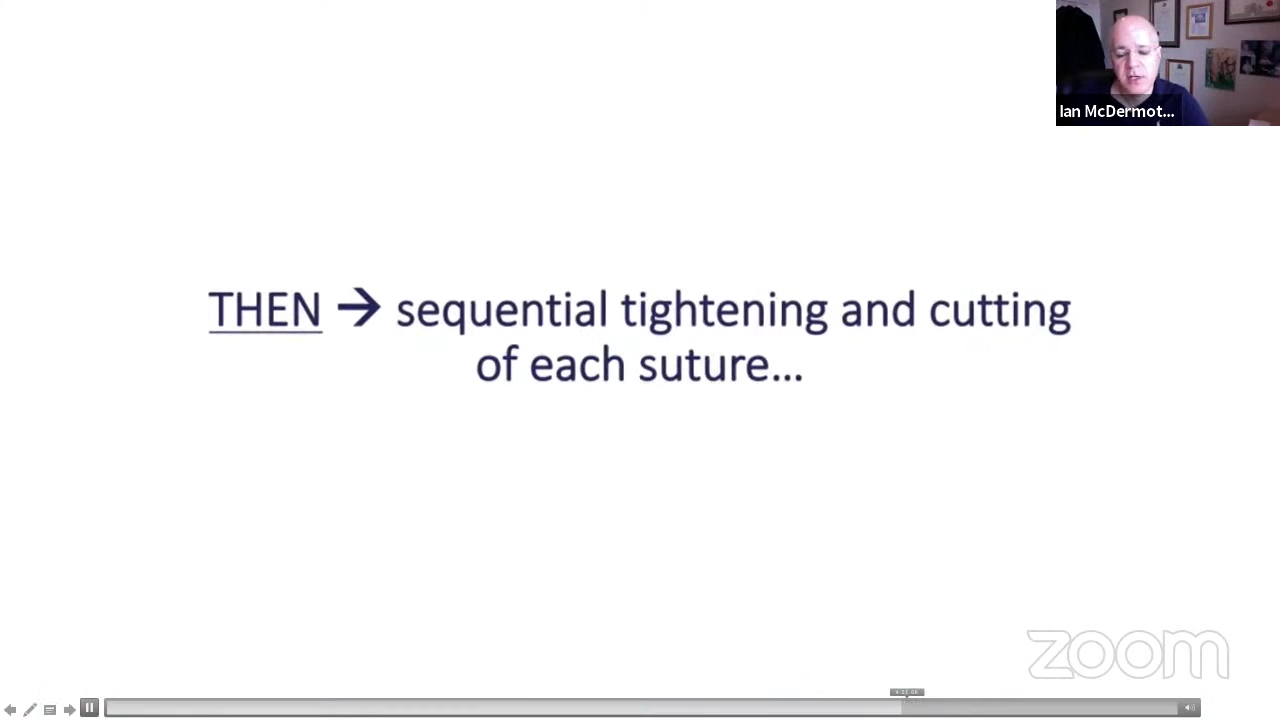 Ian McDermot...
THEN → sequential tightening and cutting
of each suture...
zoom